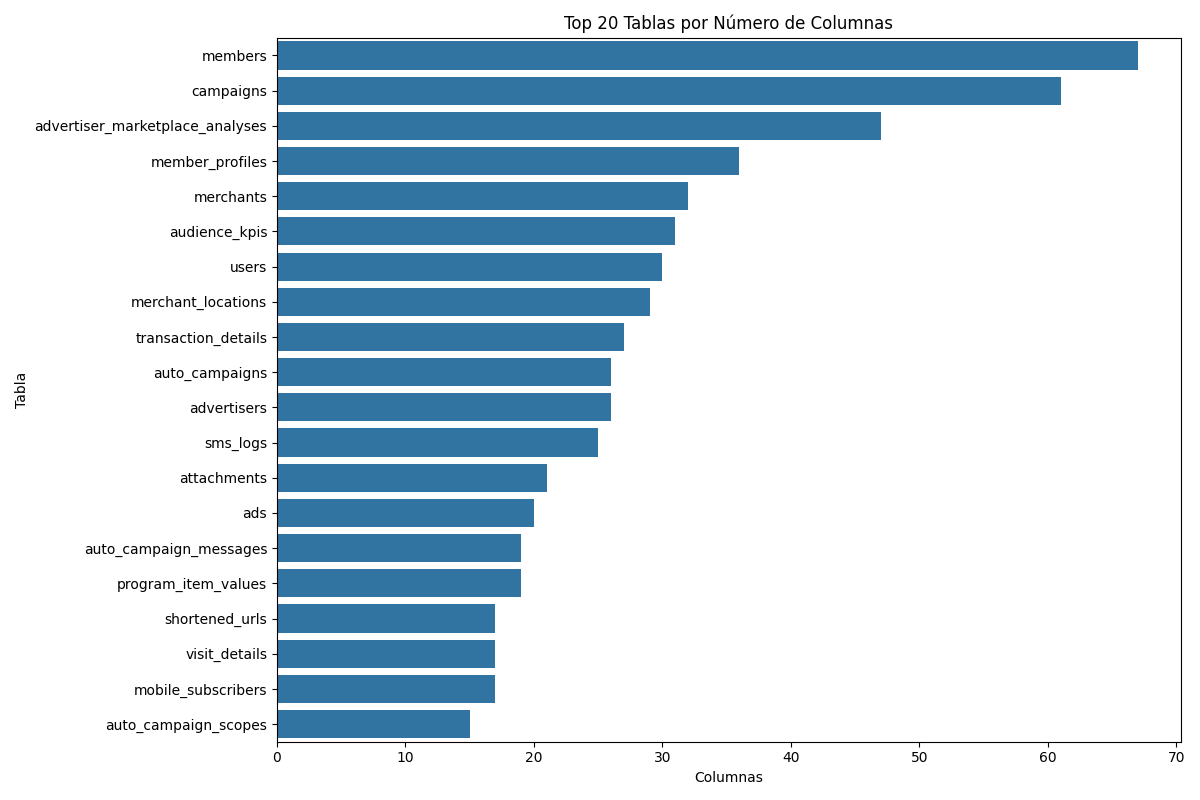 Top 20 Tablas por Número de Columnas
members
campaigns
advertiser_marketplace_analyses
member_profiles
merchants
audience_kpis
users
merchant_locations
transaction_details
auto_campaigns
advertisers
sms_logs
attachments
ads
auto_campaign_messages
program_item_values
shortened_urls
visit_details
mobile_subscribers
auto_campaign_scopes
Tabla
0 10 20 30 40 50 60 70
Columnas